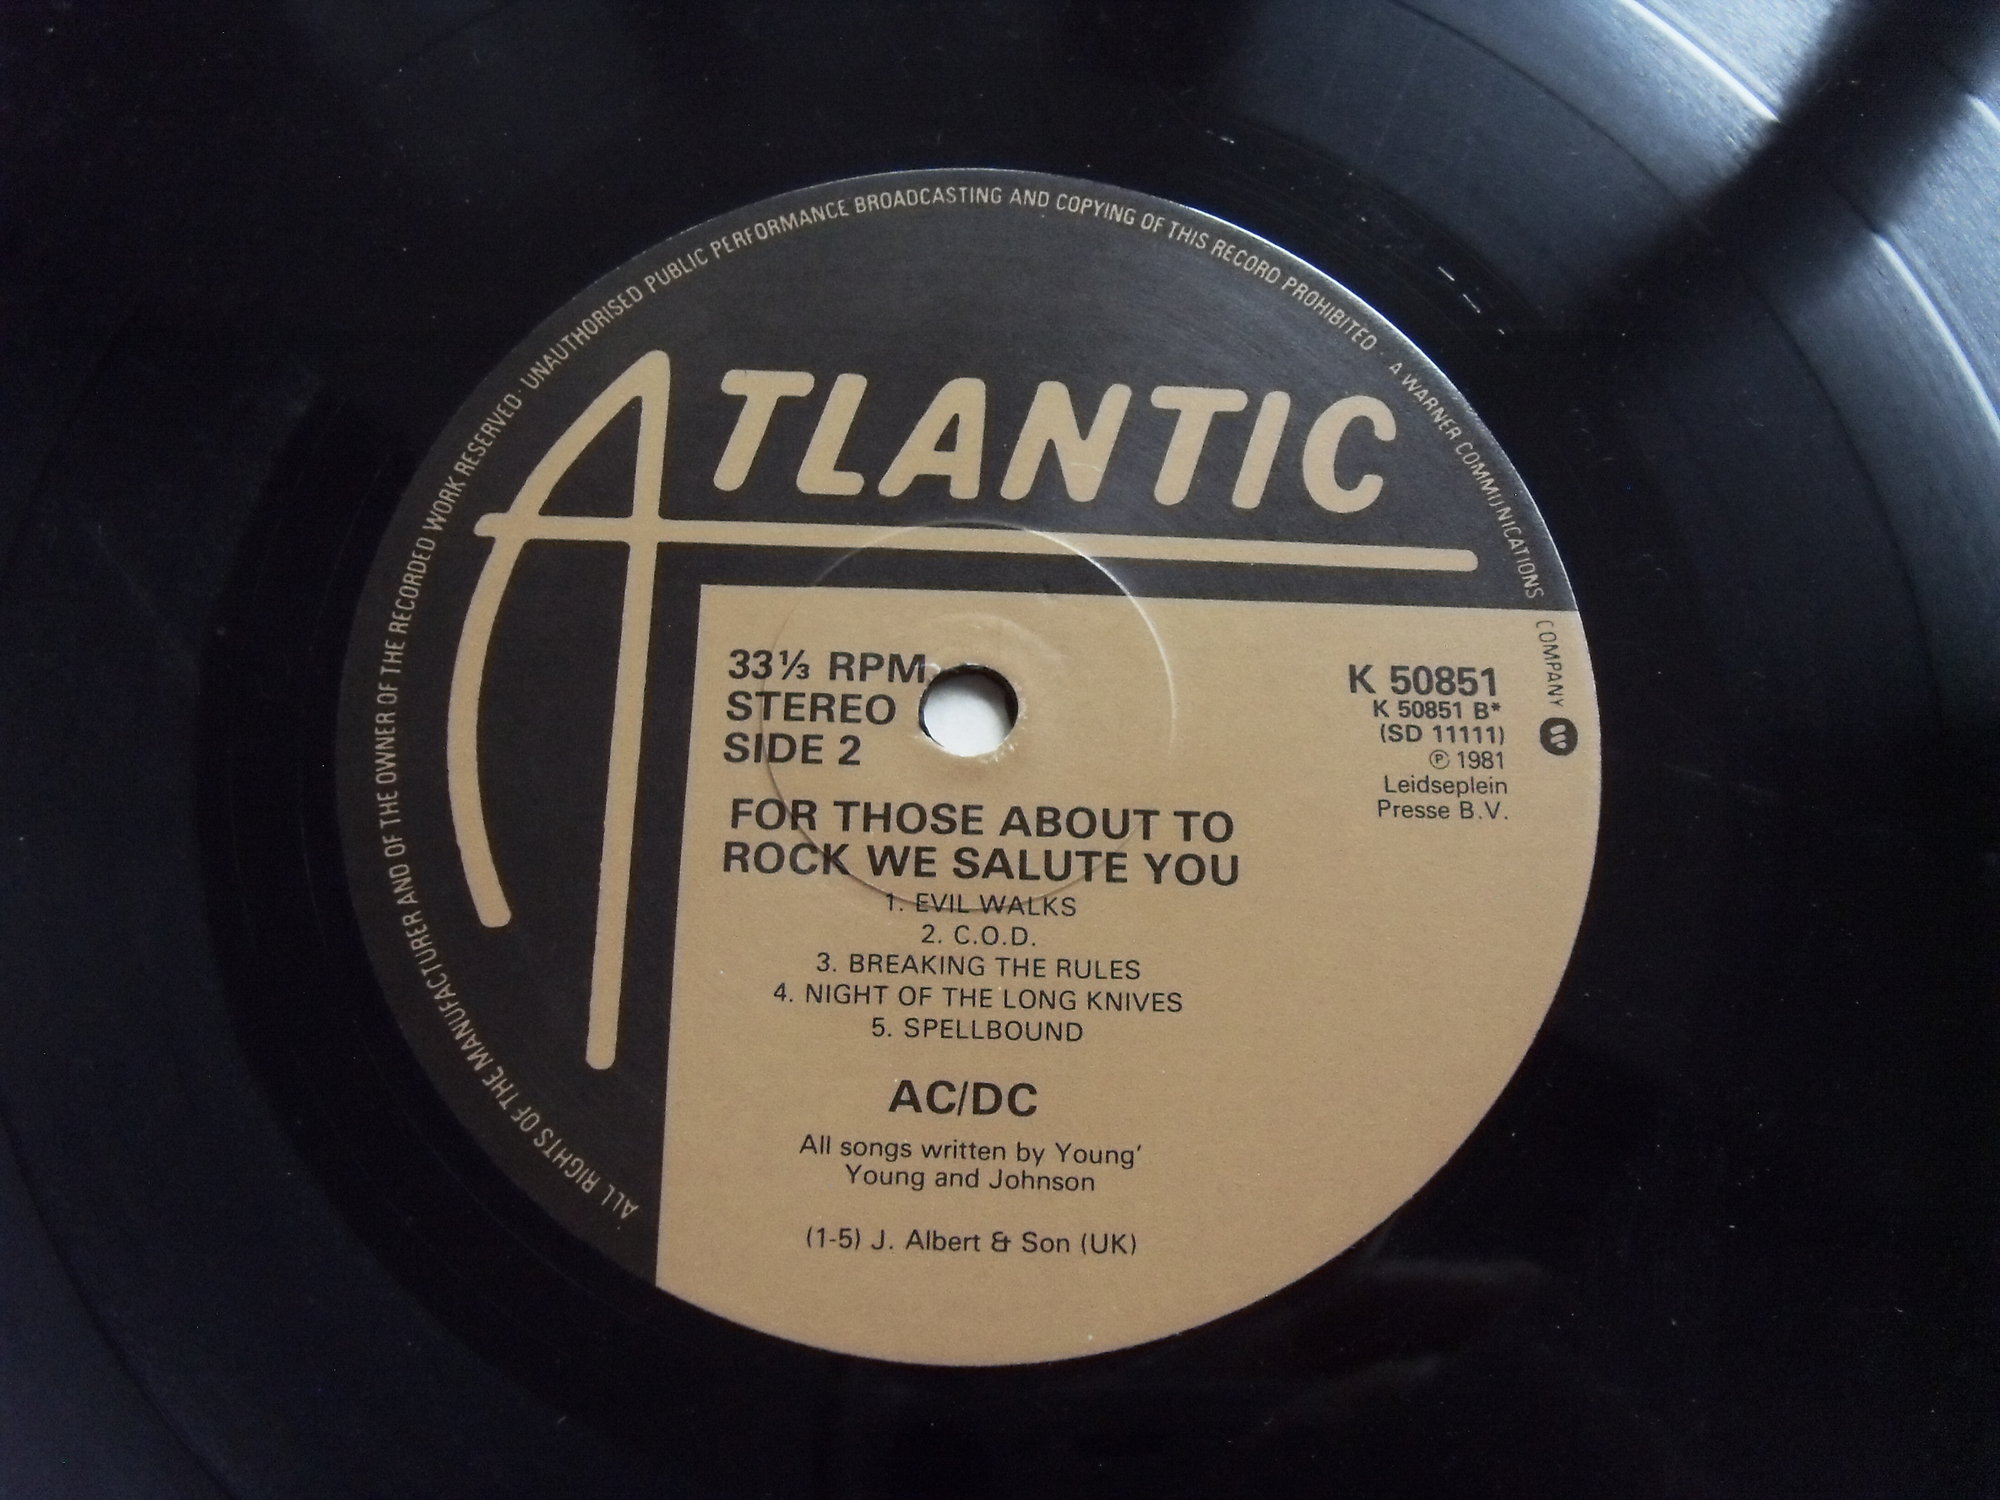 ALL RIGHTS OF THE MANUFACTURER AND OF THE OWNER OF THE RECORDED WORK RESERVED · UNAUTHORISED PUBLIC PERFORMANCE BROADCASTING AND COPYING OF THIS RECORD PROHIBITED · A WARNER COMMUNICATIONS COMPANY
ATLANTIC
33⅓ RPM
STEREO
SIDE 2
K 50851
K 50851 B*
(SD 11111)
℗ 1981
Leidseplein
Presse B.V.
FOR THOSE ABOUT TO
ROCK WE SALUTE YOU
1. EVIL WALKS
2. C.O.D.
3. BREAKING THE RULES
4. NIGHT OF THE LONG KNIVES
5. SPELLBOUND
AC/DC
All songs written by Young'
Young and Johnson
(1-5) J. Albert & Son (UK)